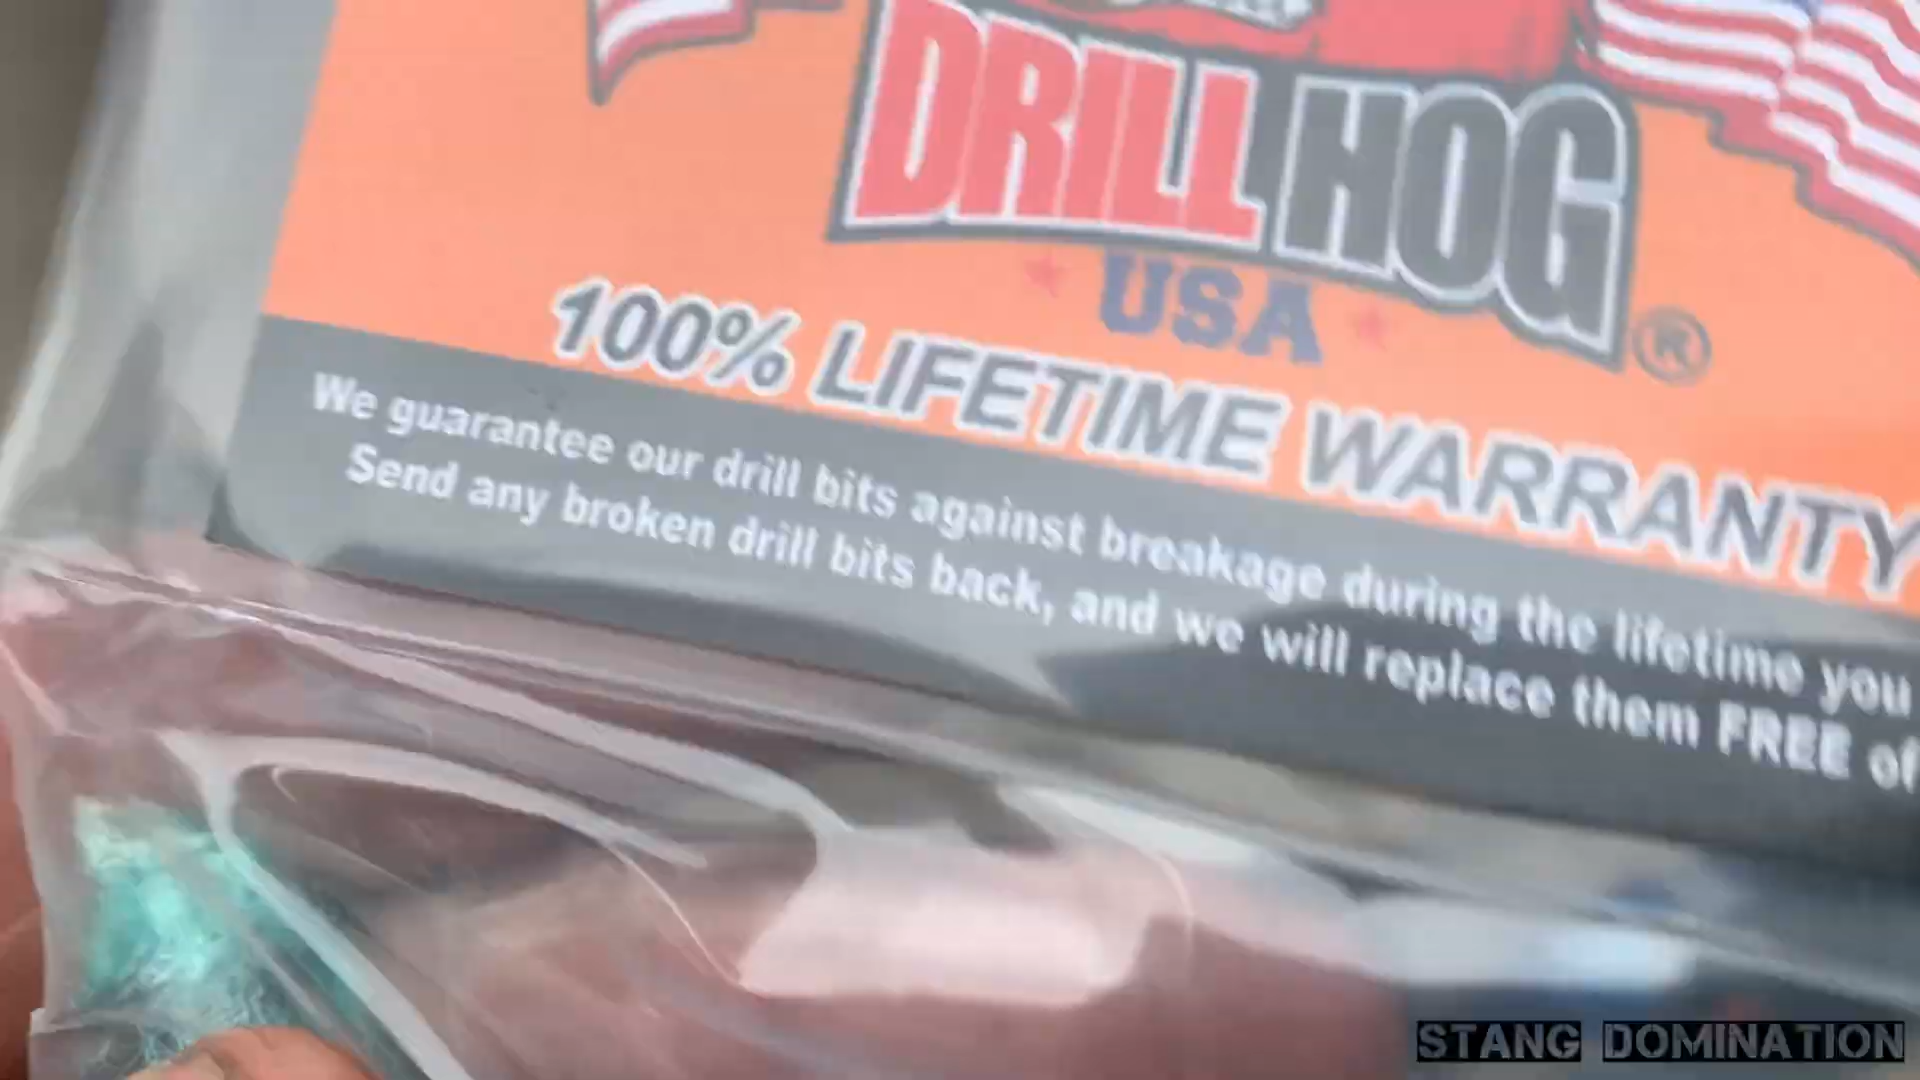 DRILL HOG
USA
®
100% LIFETIME WARRANTY
We guarantee our drill bits against breakage during the lifetime you
Send any broken drill bits back, and we will replace them FREE of
STANG DOMINATION